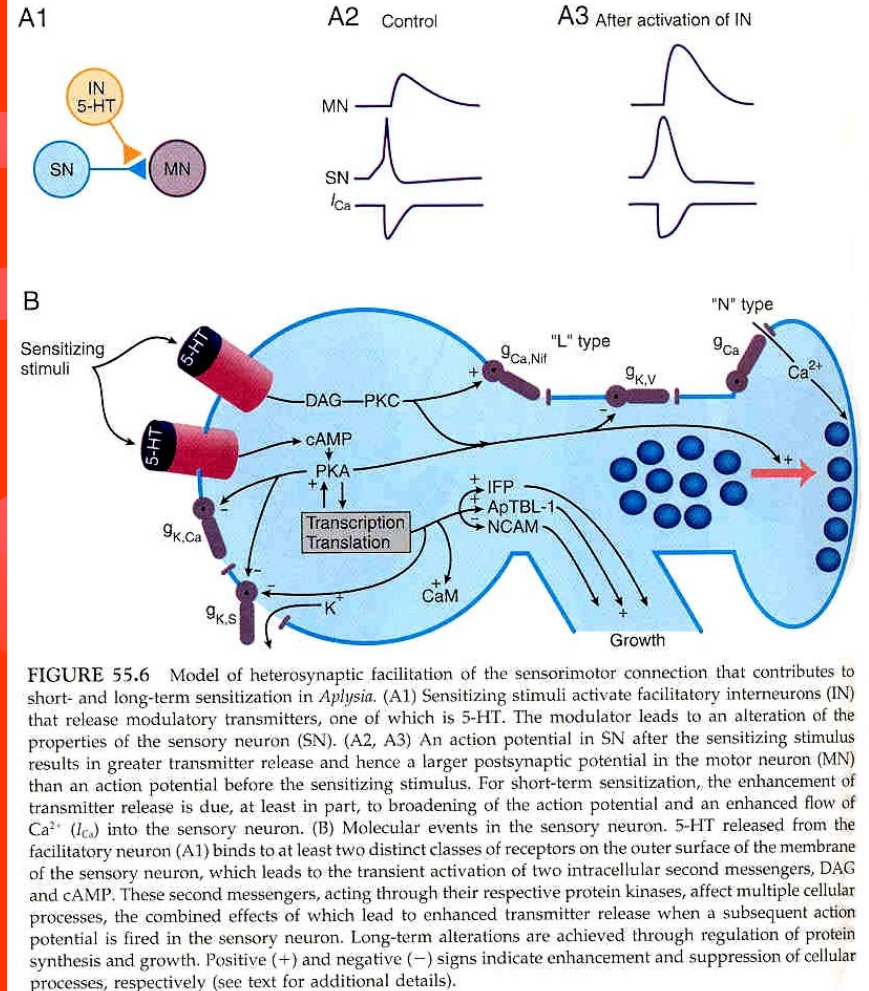 A1
A2 Control
A3 After activation of IN
IN
5-HT
SN
MN
MN
SN
I_Ca
B
Sensitizing
stimuli
5-HT
5-HT
DAG
PKC
cAMP
PKA
+
Transcription
Translation
g_K,Ca
−
g_K,S
−
−
K+
+
CaM
+
+
−
IFP
ApTBL-1
NCAM
+
Growth
+
g_Ca,Nif
"L" type
g_K,V
−
"N" type
g_Ca
Ca2+
+
FIGURE 55.6 Model of heterosynaptic facilitation of the sensorimotor connection that contributes to
short- and long-term sensitization in Aplysia. (A1) Sensitizing stimuli activate facilitatory interneurons (IN)
that release modulatory transmitters, one of which is 5-HT. The modulator leads to an alteration of the
properties of the sensory neuron (SN). (A2, A3) An action potential in SN after the sensitizing stimulus
results in greater transmitter release and hence a larger postsynaptic potential in the motor neuron (MN)
than an action potential before the sensitizing stimulus. For short-term sensitization, the enhancement of
transmitter release is due, at least in part, to broadening of the action potential and an enhanced flow of
Ca2+ (I_Ca) into the sensory neuron. (B) Molecular events in the sensory neuron. 5-HT released from the
facilitatory neuron (A1) binds to at least two distinct classes of receptors on the outer surface of the membrane
of the sensory neuron, which leads to the transient activation of two intracellular second messengers, DAG
and cAMP. These second messengers, acting through their respective protein kinases, affect multiple cellular
processes, the combined effects of which lead to enhanced transmitter release when a subsequent action
potential is fired in the sensory neuron. Long-term alterations are achieved through regulation of protein
synthesis and growth. Positive (+) and negative (−) signs indicate enhancement and suppression of cellular
processes, respectively (see text for additional details).